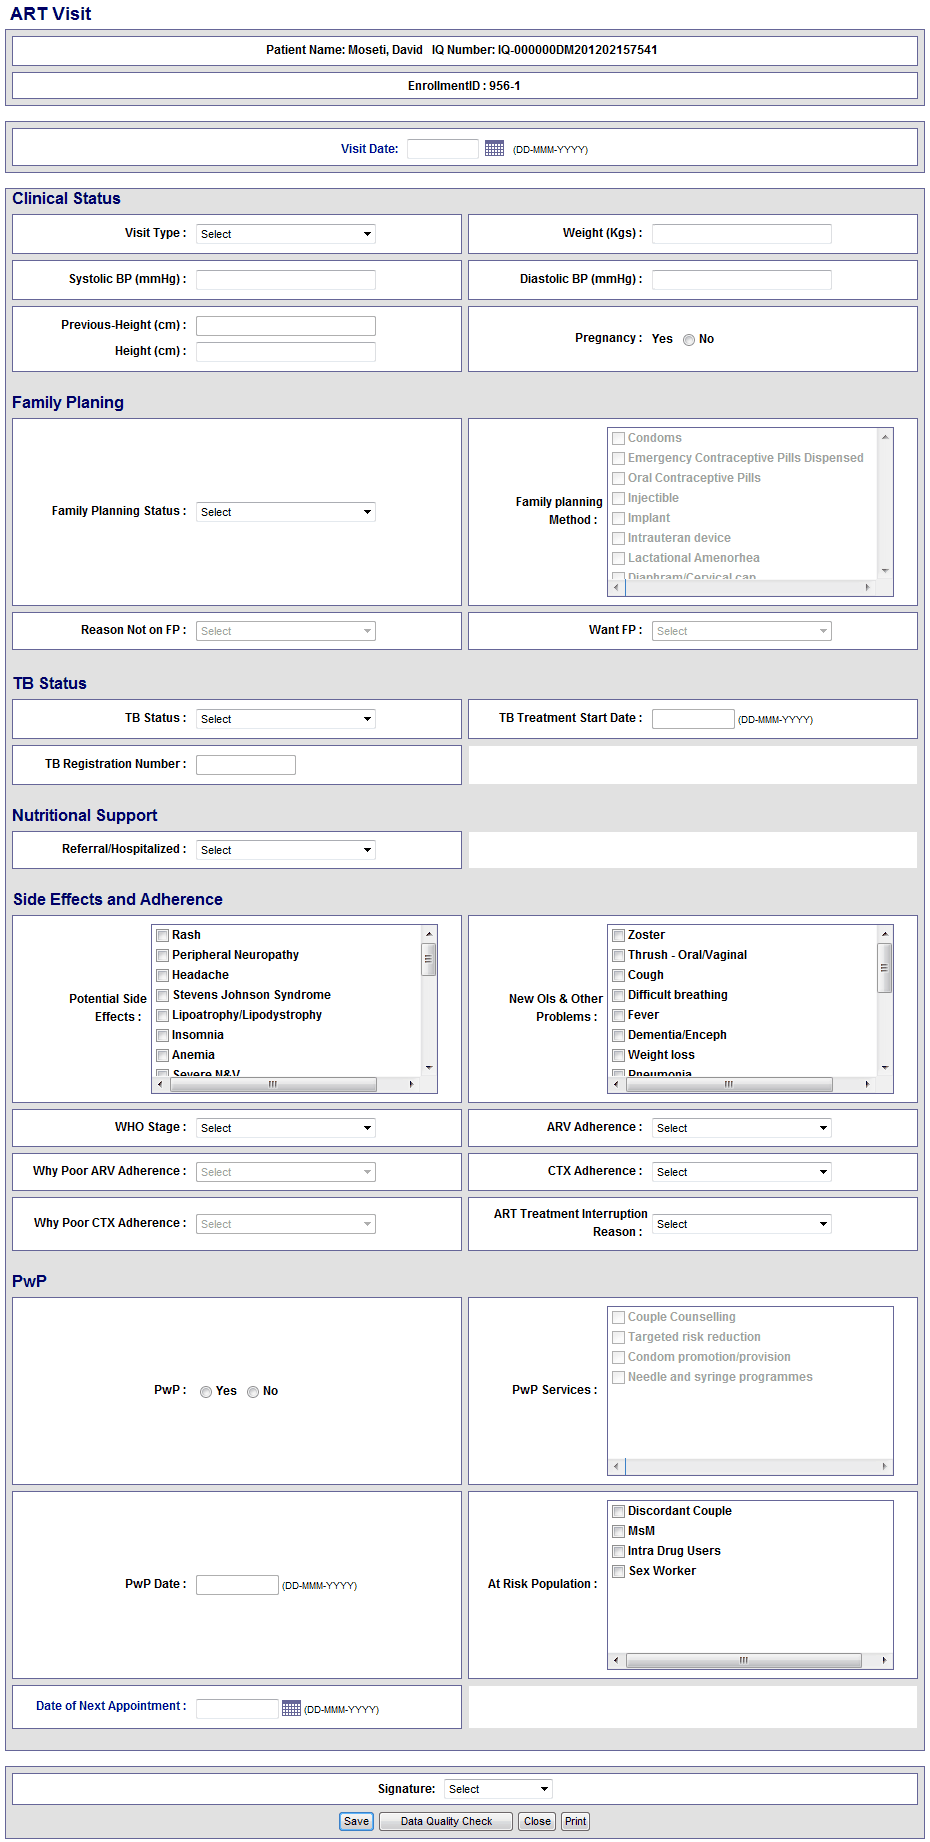 ART Visit
Patient Name: Moseti, David IQ Number: IQ-000000DM201202157541
EnrollmentID : 956-1
Visit Date: (DD-MMM-YYYY)
Clinical Status
Visit Type : Select
Weight (Kgs) :
Systolic BP (mmHg) :
Diastolic BP (mmHg) :
Previous-Height (cm) :
Height (cm) :
Pregnancy : Yes No
Family Planing
Family Planning Status : Select
Family planning
Method :
Condoms
Emergency Contraceptive Pills Dispensed
Oral Contraceptive Pills
Injectible
Implant
Intrauteran device
Lactational Amenorhea
Diaphram/Cervical cap
Reason Not on FP : Select
Want FP : Select
TB Status
TB Status : Select
TB Treatment Start Date : (DD-MMM-YYYY)
TB Registration Number :
Nutritional Support
Referral/Hospitalized : Select
Side Effects and Adherence
Potential Side
Effects :
Rash
Peripheral Neuropathy
Headache
Stevens Johnson Syndrome
Lipoatrophy/Lipodystrophy
Insomnia
Anemia
Severe N&V
New OIs & Other
Problems :
Zoster
Thrush - Oral/Vaginal
Cough
Difficult breathing
Fever
Dementia/Enceph
Weight loss
Pneumonia
WHO Stage : Select
ARV Adherence : Select
Why Poor ARV Adherence : Select
CTX Adherence : Select
Why Poor CTX Adherence : Select
ART Treatment Interruption
Reason : Select
PwP
PwP : Yes No
PwP Services :
Couple Counselling
Targeted risk reduction
Condom promotion/provision
Needle and syringe programmes
PwP Date : (DD-MMM-YYYY)
At Risk Population :
Discordant Couple
MsM
Intra Drug Users
Sex Worker
Date of Next Appointment : (DD-MMM-YYYY)
Signature: Select
Save Data Quality Check Close Print